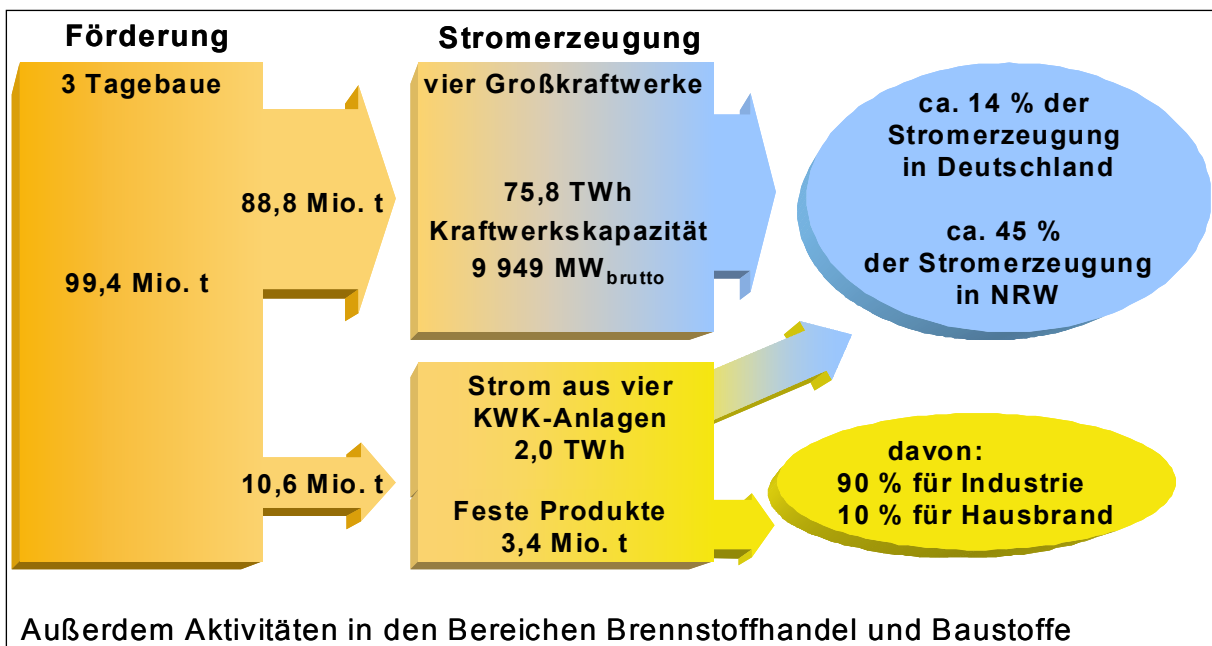 Förderung
3 Tagebaue
99,4 Mio. t
88,8 Mio. t
10,6 Mio. t
Stromerzeugung
vier Großkraftwerke
75,8 TWh
Kraftwerkskapazität
9 949 MWbrutto
Strom aus vier
KWK-Anlagen
2,0 TWh
Feste Produkte
3,4 Mio. t
ca. 14 % der
Stromerzeugung
in Deutschland
ca. 45 %
der Stromerzeugung
in NRW
davon:
90 % für Industrie
10 % für Hausbrand
Außerdem Aktivitäten in den Bereichen Brennstoffhandel und Baustoffe